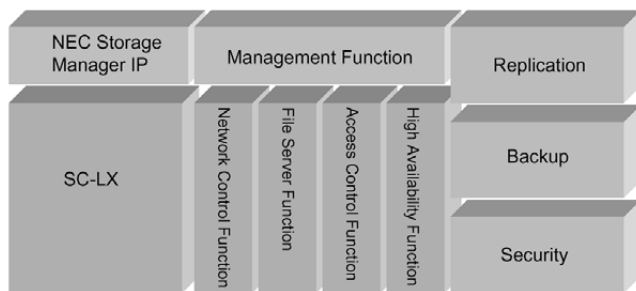 NEC Storage
Manager IP
Management Function
Replication
SC-LX
Network Control Function
File Server Function
Access Control Function
High Availability Function
Backup
Security